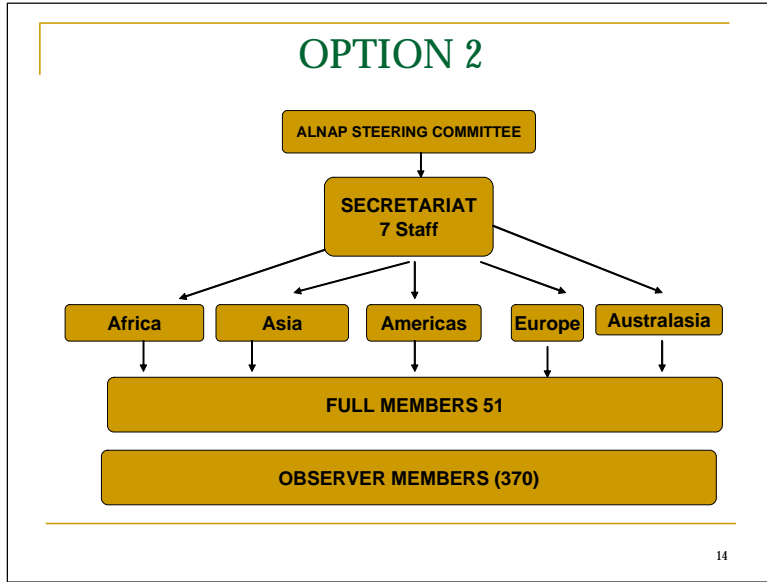 OPTION 2
ALNAP STEERING COMMITTEE
SECRETARIAT
7 Staff
Africa
Asia
Americas
Europe
Australasia
FULL MEMBERS 51
OBSERVER MEMBERS (370)
14